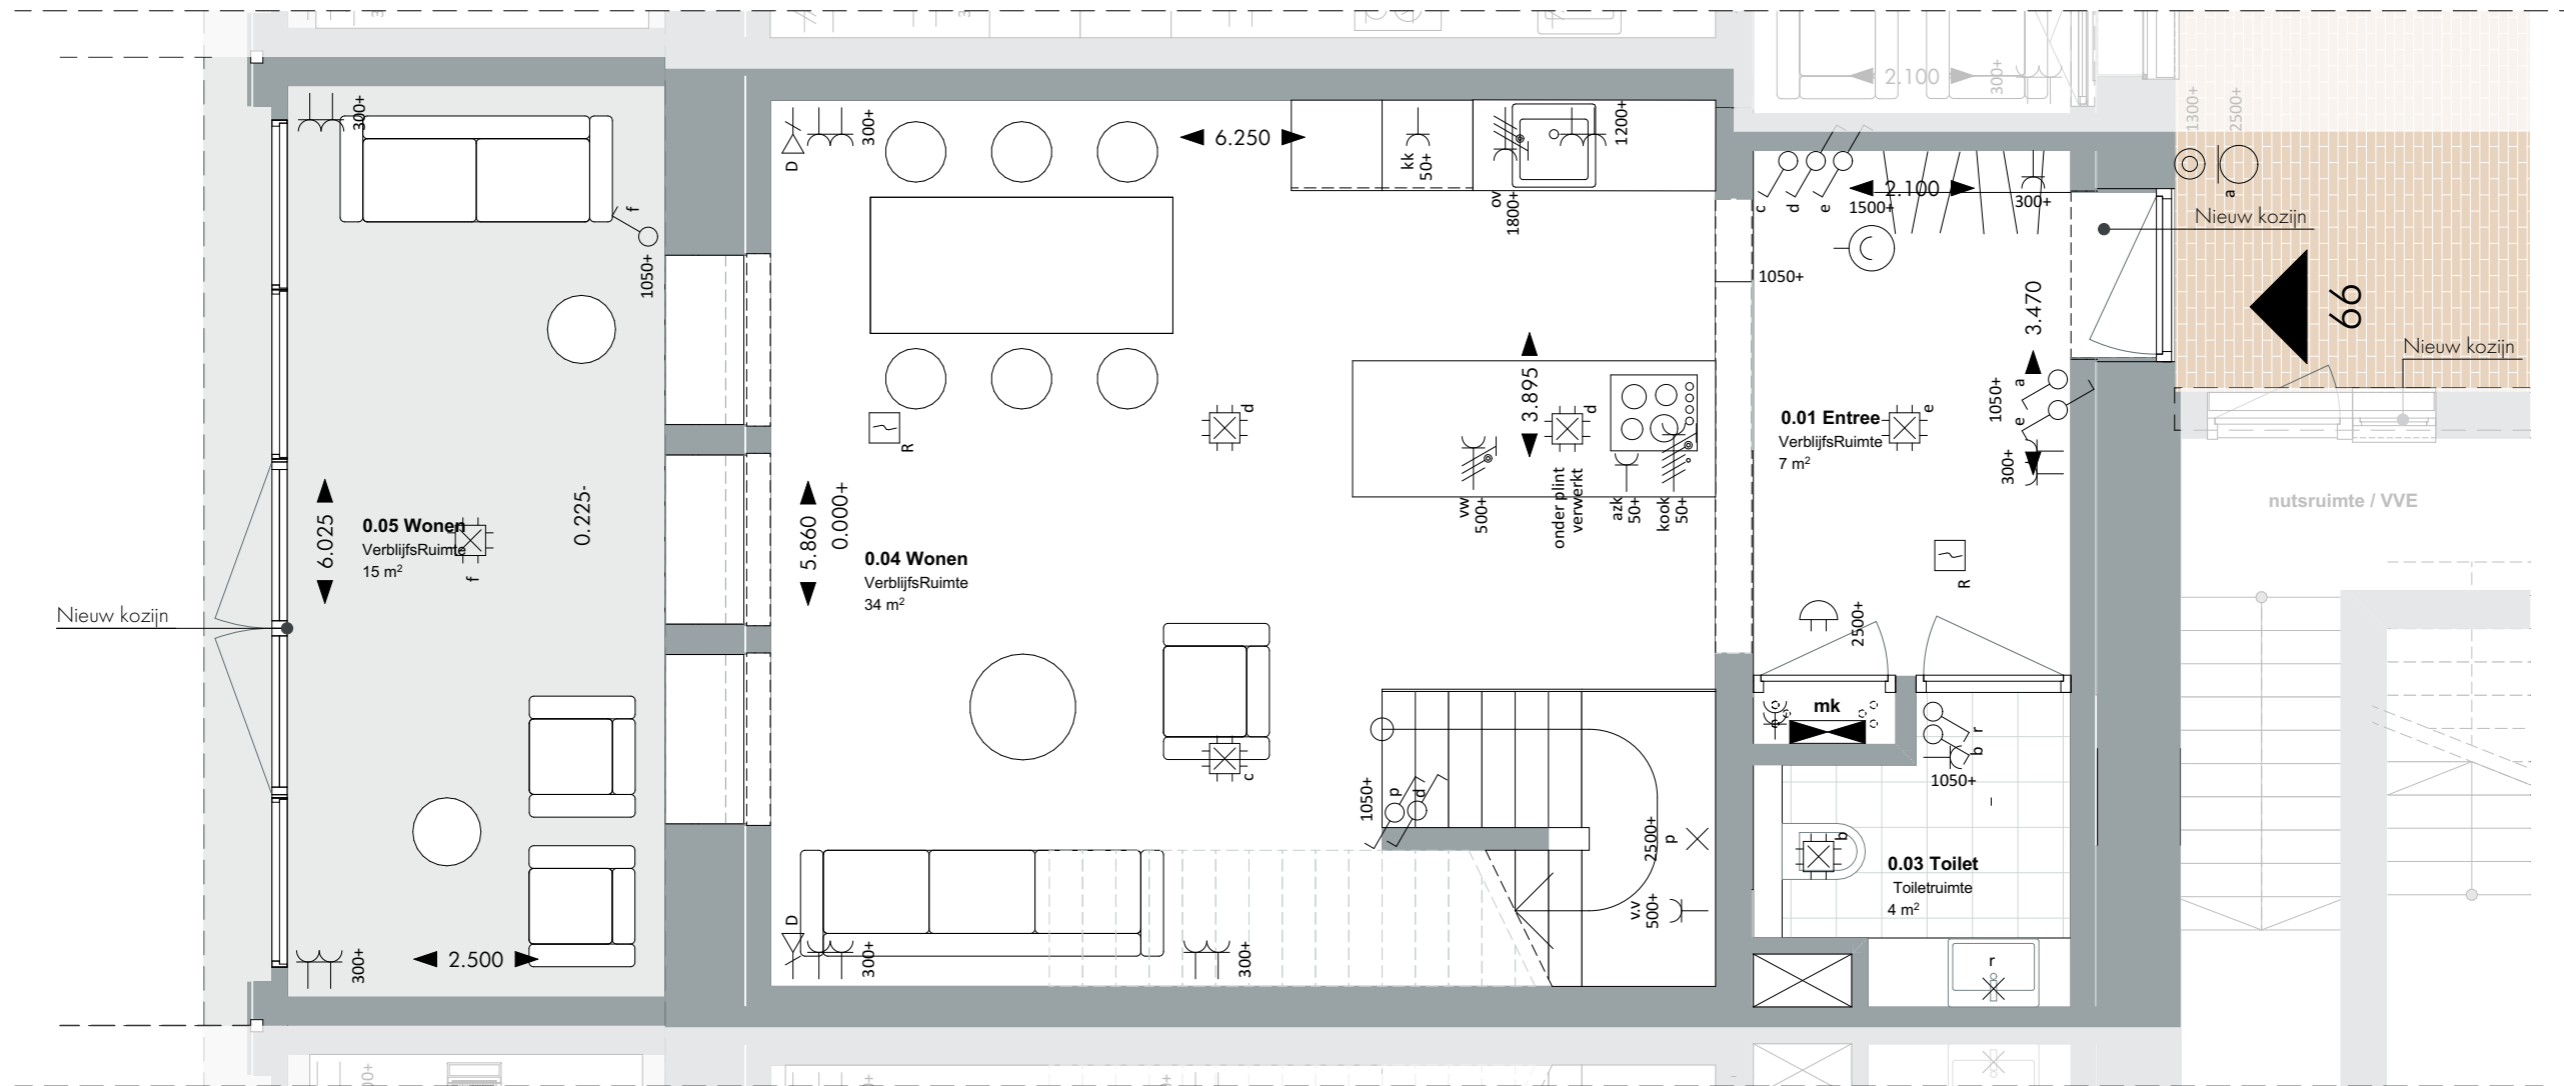 2.100
300+
1300+
2500+
300+
D
300+
6.250
kk
50+
ov
1800+
1200+
c
d
e
2.100
1500+
300+
a
Nieuw kozijn
f
1050+
1050+
3.470
66
Nieuw kozijn
R
d
3.895
d
vw
500+
onder plint
verwerkt
azk
50+
kook
50+
0.01 Entree
VerblijfsRuimte
7 m²
e
1050+
a
e
300+
nutsruimte / VVE
6.025
0.05 Wonen
VerblijfsRuimte
15 m²
f
0.225-
5.860
0.000+
0.04 Wonen
VerblijfsRuimte
34 m²
R
2500+
Nieuw kozijn
mk
r
b
1050+
c
1050+
p
d
2500+
p
b
0.03 Toilet
Toiletruimte
4 m²
v.v
500+
D
300+
300+
300+
2.500
r